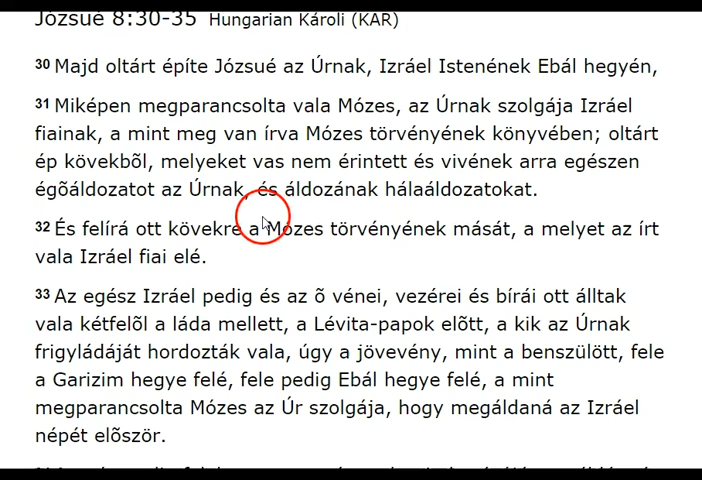 Józsué 8:30-35 Hungarian Károli (KAR)
30 Majd oltárt építe Józsué az Úrnak, Izráel Istenének Ebál hegyén,
31 Miképen megparancsolta vala Mózes, az Úrnak szolgája Izráel
fiainak, a mint meg van írva Mózes törvényének könyvében; oltárt
ép kövekbõl, melyeket vas nem érintett és vivének arra egészen
égõáldozatot az Úrnak, és áldozának hálaáldozatokat.
32 És felírá ott kövekre a Mózes törvényének mását, a melyet az írt
vala Izráel fiai elé.
33 Az egész Izráel pedig és az õ vénei, vezérei és bírái ott álltak
vala kétfelõl a láda mellett, a Lévita-papok elõtt, a kik az Úrnak
frigyládáját hordozták vala, úgy a jövevény, mint a benszülött, fele
a Garizim hegye felé, fele pedig Ebál hegye felé, a mint
megparancsolta Mózes az Úr szolgája, hogy megáldaná az Izráel
népét elõször.